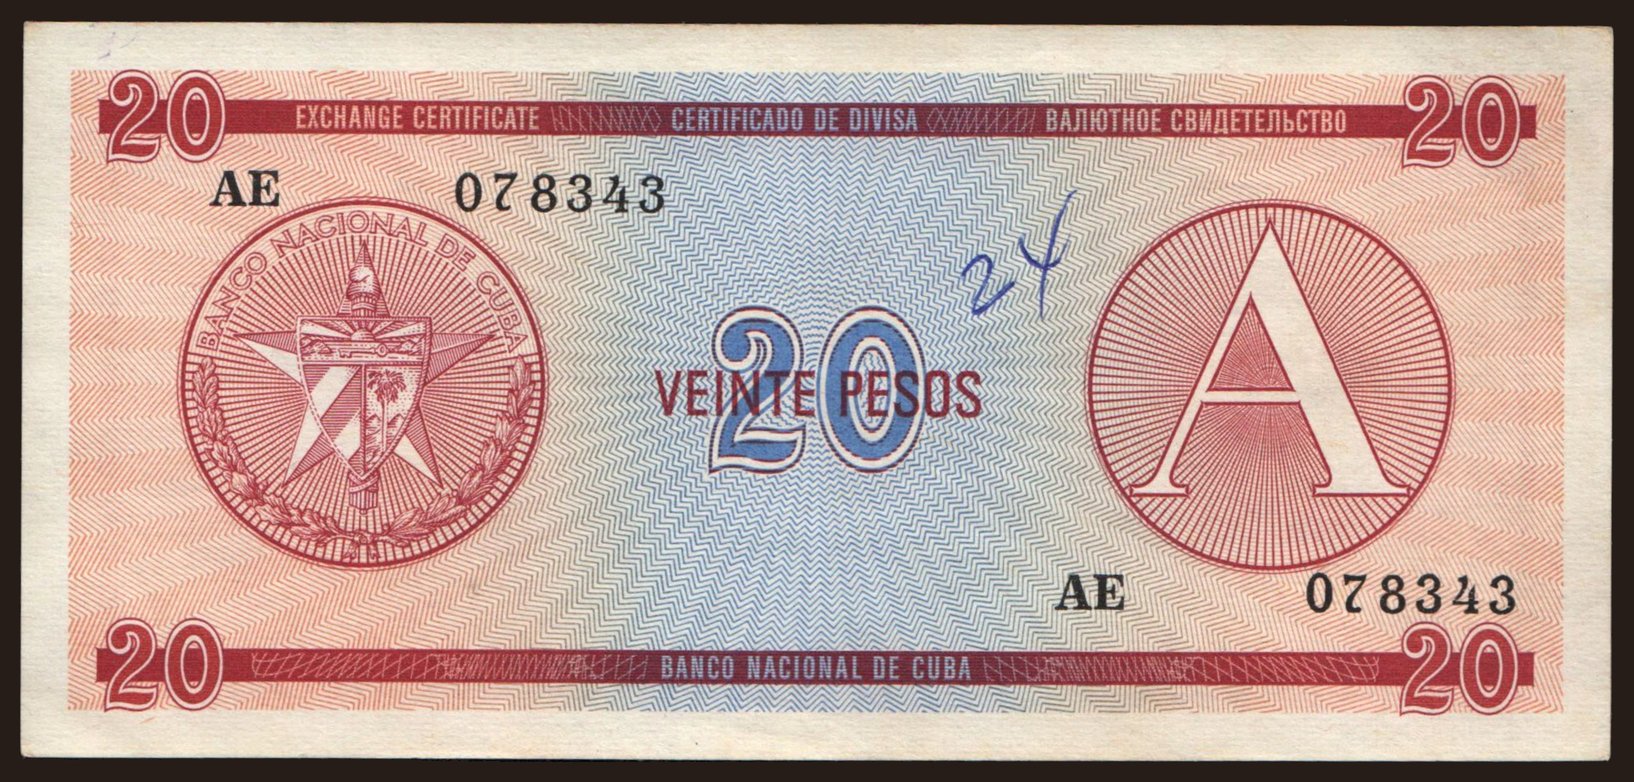 20 EXCHANGE CERTIFICATE CERTIFICADO DE DIVISA ВАЛЮТНОЕ СВИДЕТЕЛЬСТВО 20
AE 078343
BANCO NACIONAL DE CUBA
24
20
VEINTE PESOS
A
AE 078343
20 BANCO NACIONAL DE CUBA 20